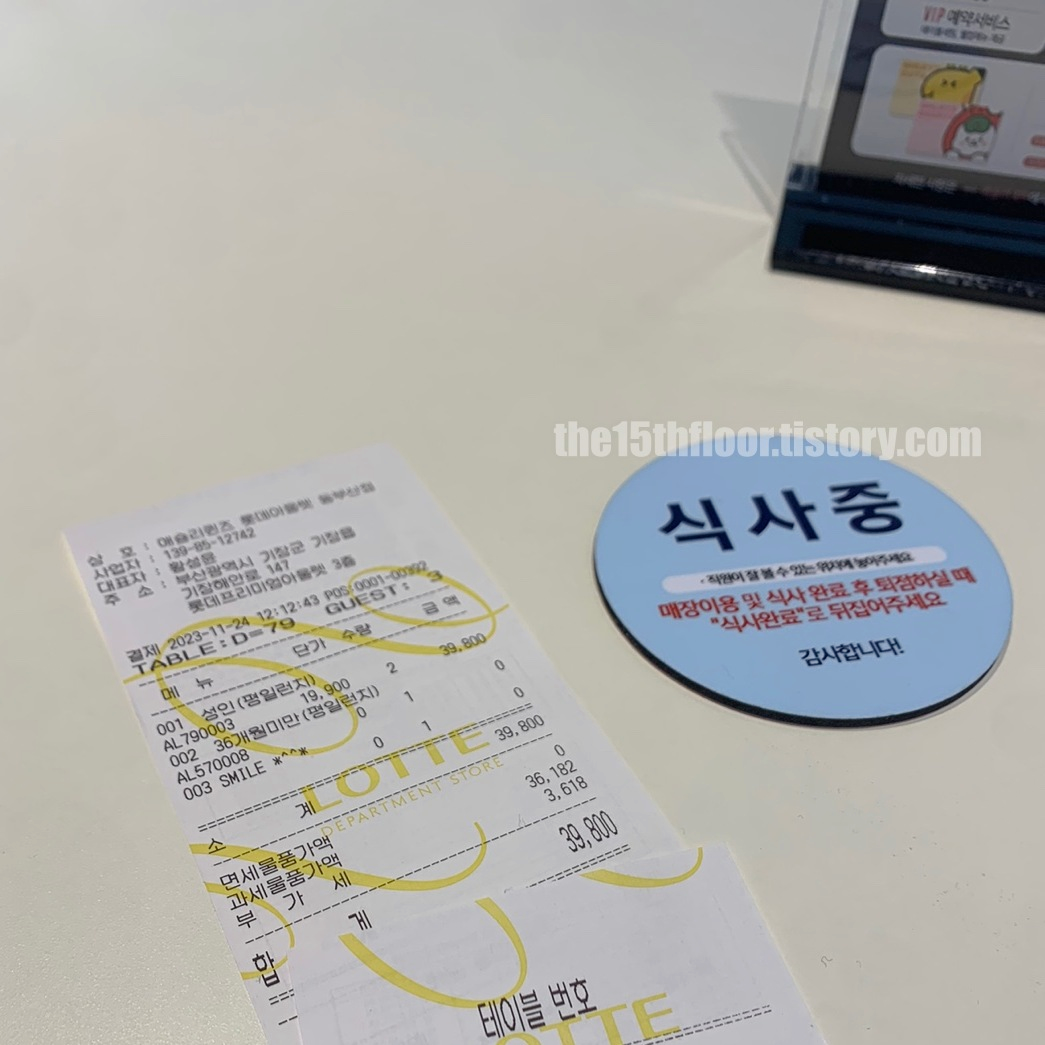 VIP 예약서비스
the15thfloor.tistory.com
식사중
· 직원이 잘 볼 수 있는 위치에 놓아주세요
매장이용 및 식사 완료 후 퇴점하실 때
"식사완료"로 뒤집어주세요
감사합니다!
상 호 : 애슐리퀸즈 롯데아울렛 동부산점
사업자 : 139-85-12742
대표자 : 황성윤
주 소 : 부산광역시 기장군 기장읍
기장해안로 147
롯데프리미엄아울렛 3층
결제 2023-11-24 12:12:43 POS:0001-00392
TABLE:D=79 GUEST: 3
메 뉴 단가 수량 금액
001 성인(평일런치)
AL790003 19,900 2 39,800
002 36개월미만(평일런치)
AL570008 0 1 0
003 SMILE *^^* 0 1 0
소 계 39,800
면세물품가액 0
과세물품가액 36,182
부 가 세 3,618
합 계 39,800
LOTTE
DEPARTMENT STORE
테이블 번호
OTTE